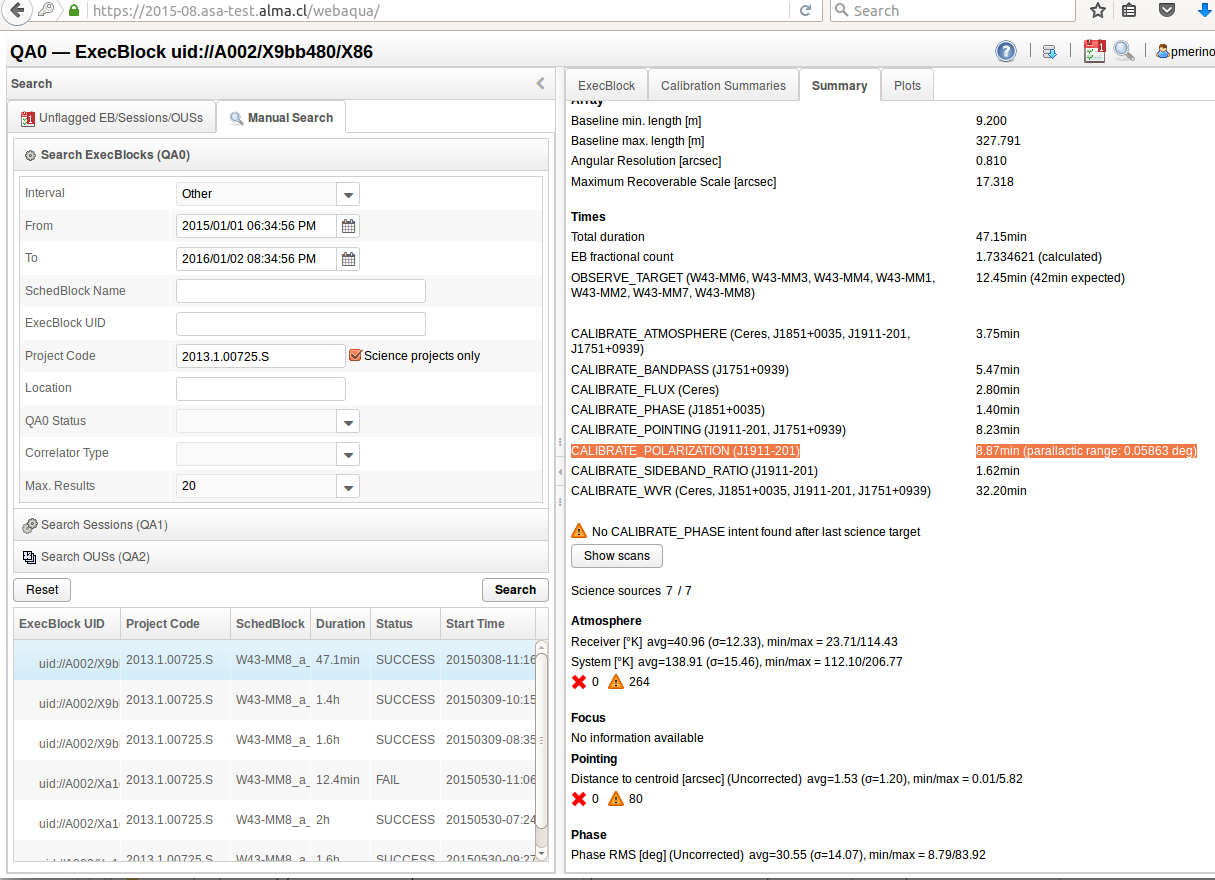 https://2015-08.asa-test.alma.cl/webaqua/
Search
QA0 — ExecBlock uid://A002/X9bb480/X86
pmerino
Search
Unflagged EB/Sessions/OUSs
Manual Search
Search ExecBlocks (QA0)
Interval
Other
From
2015/01/01 06:34:56 PM
To
2016/01/02 08:34:56 PM
SchedBlock Name
ExecBlock UID
Project Code
2013.1.00725.S
Science projects only
Location
QA0 Status
Correlator Type
Max. Results
20
Search Sessions (QA1)
Search OUSs (QA2)
Reset
Search
ExecBlock UID Project Code SchedBlock Duration Status Start Time
uid://A002/X9b 2013.1.00725.S W43-MM8_a_ 47.1min SUCCESS 20150308-11:16
uid://A002/X9b 2013.1.00725.S W43-MM8_a_ 1.4h SUCCESS 20150309-10:15
uid://A002/X9b 2013.1.00725.S W43-MM8_a_ 1.6h SUCCESS 20150309-08:35
uid://A002/Xa1 2013.1.00725.S W43-MM8_a_ 12.4min FAIL 20150530-11:06
uid://A002/Xa1 2013.1.00725.S W43-MM8_a_ 2h SUCCESS 20150530-07:24
2013.1.00725.S W43-MM8_a_ 1.6h SUCCESS 20150530-09:27
ExecBlock
Calibration Summaries
Summary
Plots
Array
Baseline min. length [m] 9.200
Baseline max. length [m] 327.791
Angular Resolution [arcsec] 0.810
Maximum Recoverable Scale [arcsec] 17.318
Times
Total duration 47.15min
EB fractional count 1.7334621 (calculated)
OBSERVE_TARGET (W43-MM6, W43-MM3, W43-MM4, W43-MM1, 12.45min (42min expected)
W43-MM2, W43-MM7, W43-MM8)
CALIBRATE_ATMOSPHERE (Ceres, J1851+0035, J1911-201, 3.75min
J1751+0939)
CALIBRATE_BANDPASS (J1751+0939) 5.47min
CALIBRATE_FLUX (Ceres) 2.80min
CALIBRATE_PHASE (J1851+0035) 1.40min
CALIBRATE_POINTING (J1911-201, J1751+0939) 8.23min
CALIBRATE_POLARIZATION (J1911-201) 8.87min (parallactic range: 0.05863 deg)
CALIBRATE_SIDEBAND_RATIO (J1911-201) 1.62min
CALIBRATE_WVR (Ceres, J1851+0035, J1911-201, J1751+0939) 32.20min
No CALIBRATE_PHASE intent found after last science target
Show scans
Science sources 7 / 7
Atmosphere
Receiver [°K] avg=40.96 (σ=12.33), min/max = 23.71/114.43
System [°K] avg=138.91 (σ=15.46), min/max = 112.10/206.77
0 264
Focus
No information available
Pointing
Distance to centroid [arcsec] (Uncorrected) avg=1.53 (σ=1.20), min/max = 0.01/5.82
0 80
Phase
Phase RMS [deg] (Uncorrected) avg=30.55 (σ=14.07), min/max = 8.79/83.92